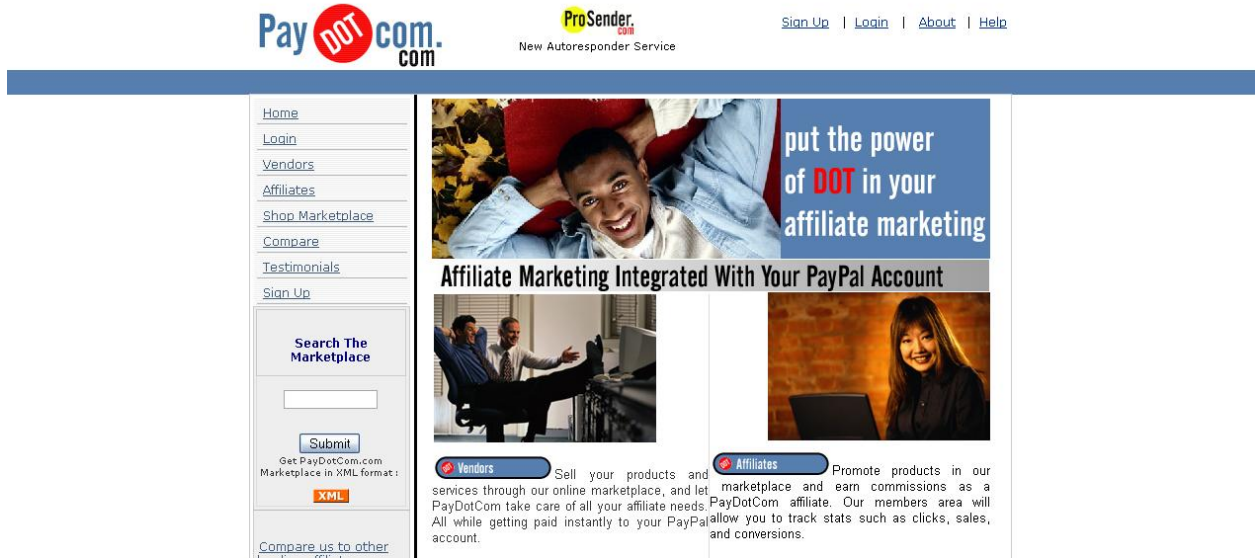 Pay DOT com.
com
ProSender.
com
New Autoresponder Service
Sign Up | Login | About | Help
Home
Login
Vendors
Affiliates
Shop Marketplace
Compare
Testimonials
Sign Up
Search The
Marketplace
Submit
Get PayDotCom.com
Marketplace in XML format :
XML
Compare us to other
put the power
of DOT in your
affiliate marketing
Affiliate Marketing Integrated With Your PayPal Account
Vendors Sell your products and
services through our online marketplace, and let
PayDotCom take care of all your affiliate needs.
All while getting paid instantly to your PayPal
account.
Affiliates Promote products in our
marketplace and earn commissions as a
PayDotCom affiliate. Our members area will
allow you to track stats such as clicks, sales,
and conversions.